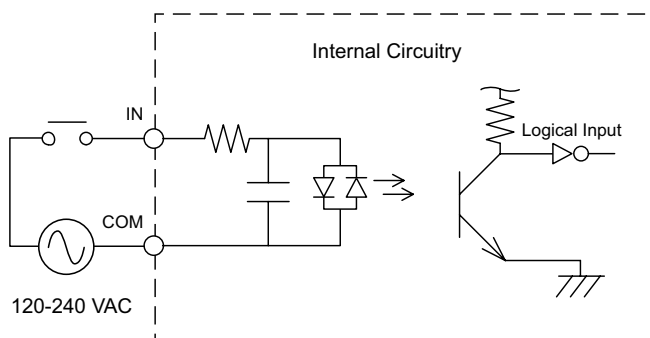 Internal Circuitry
IN
Logical Input
COM
120-240 VAC